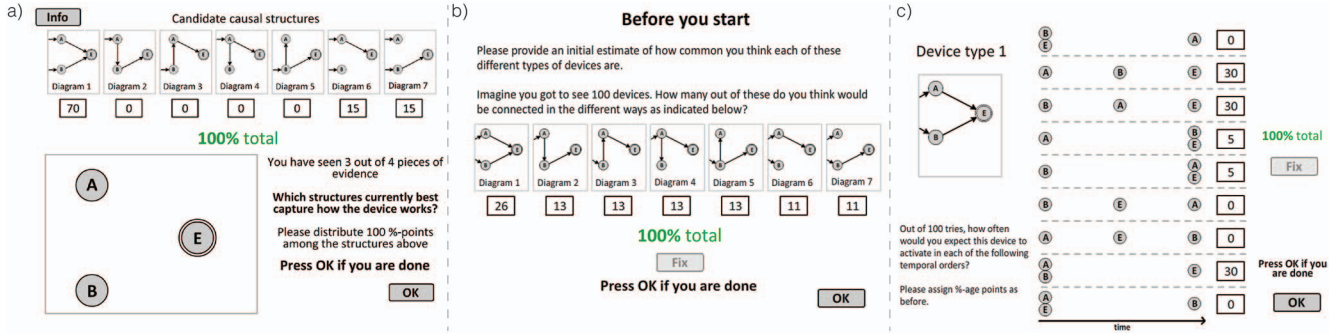 a)
Info
Candidate causal structures
A E B A E B A E B A E B A E B A E B A E B
Diagram 1 Diagram 2 Diagram 3 Diagram 4 Diagram 5 Diagram 6 Diagram 7
70 0 0 0 0 15 15
100% total
You have seen 3 out of 4 pieces of
evidence
Which structures currently best
capture how the device works?
Please distribute 100 %-points
among the structures above
Press OK if you are done
OK
A
E
B
b)
Before you start
Please provide an initial estimate of how common you think each of these
different types of devices are.
Imagine you got to see 100 devices. How many out of these do you think would
be connected in the different ways as indicated below?
A E B A E B A E B A E B A E B A E B A E B
Diagram 1 Diagram 2 Diagram 3 Diagram 4 Diagram 5 Diagram 6 Diagram 7
26 13 13 13 13 11 11
100% total
Fix
Press OK if you are done
OK
c)
Device type 1
A
E
B
Out of 100 tries, how often
would you expect this device to
activate in each of the following
temporal orders?
Please assign %-age points as
before.
B
E A 0
A B E 30
B A E 30
A B
E 5
B A
E 5
B E A 0
A E B 0
A
B E 30
A
E B 0
time
100% total
Fix
Press OK if you
are done
OK